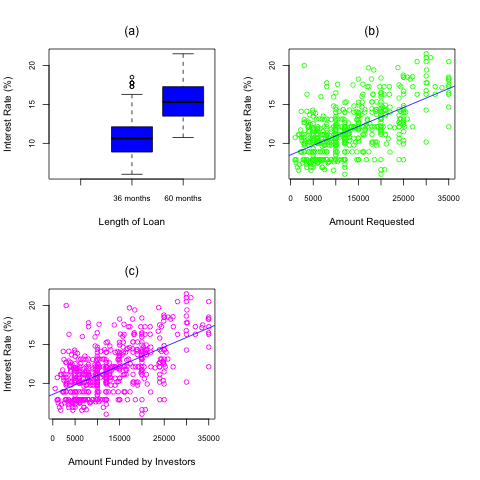 (a)
Interest Rate (%)
10 15 20
36 months 60 months
Length of Loan
(b)
Interest Rate (%)
10 15 20
0 5000 15000 25000 35000
Amount Requested
(c)
Interest Rate (%)
10 15 20
0 5000 15000 25000 35000
Amount Funded by Investors